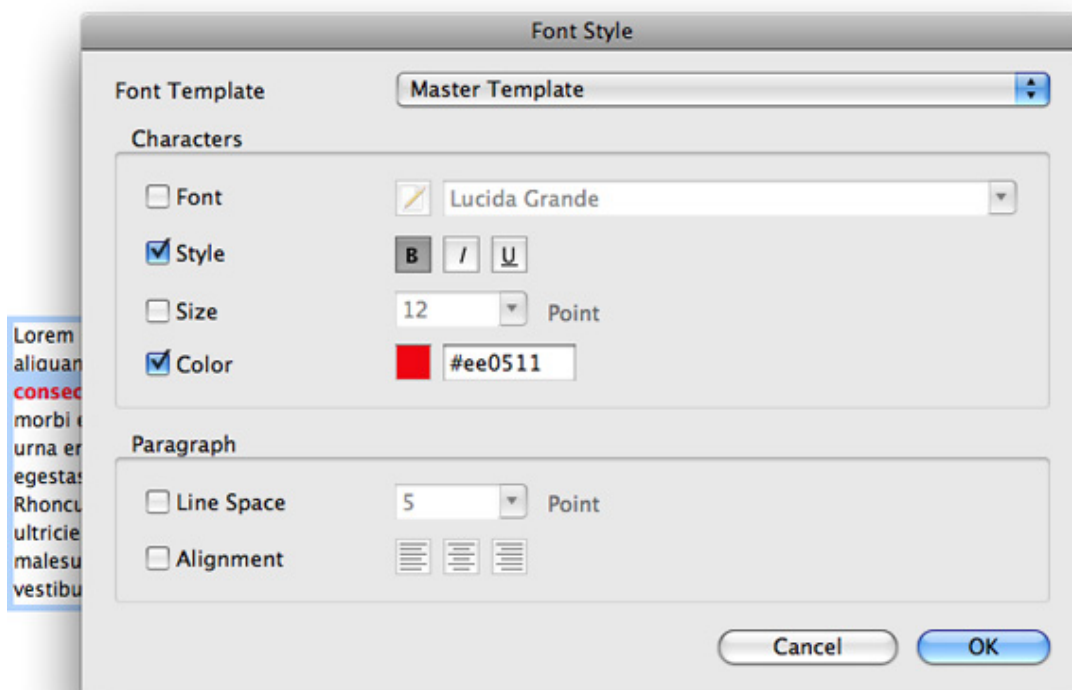 Font Style
Font Template Master Template
Characters
Font Lucida Grande
Style B I U
Size 12 Point
Color #ee0511
Paragraph
Line Space 5 Point
Alignment
Cancel OK
Lorem
aliquan
consec
morbi e
urna er
egestas
Rhoncu
ultricie
malesu
vestibu